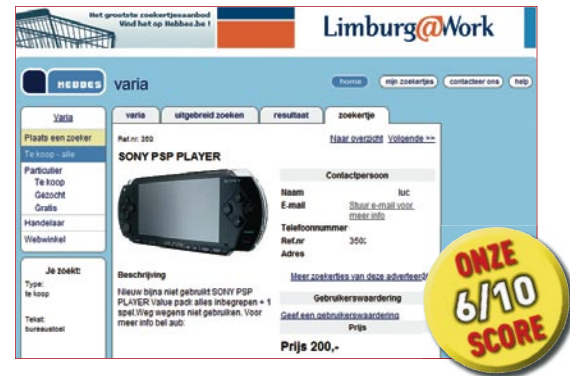 Het grootste zoekertjesaanbod
Vind het op Hebbes.be !
Limburg@Work
HEBBES
varia
home
mijn zoekertjes
contacteer ons
help
Varia
Plaats een zoeker
Te koop - alle
Particulier
Te koop
Gezocht
Gratis
Handelaar
Webwinkel
Je zoekt:
Type:
te koop
Tekst:
bureaustoel
varia
uitgebreid zoeken
resultaat
zoekertje
Ref.nr: 350
Naar overzicht Volgende >>
SONY PSP PLAYER
SONY
PSP
Beschrijving
Nieuw bijna niet gebruikt SONY PSP
PLAYER Value pack alles inbegrepen + 1
spel.Weg wegens niet gebruiken. Voor
meer info bel aub:
Contactpersoon
Naam luc
E-mail Stuur e-mail voor
meer info
Telefoonnummer
Ref.nr 350
Adres
Meer zoekertjes van deze
Gebruikerswaardering
Geef een gebruikerswaardering
Prijs
Prijs 200,-
ONZE
6/10
SCORE